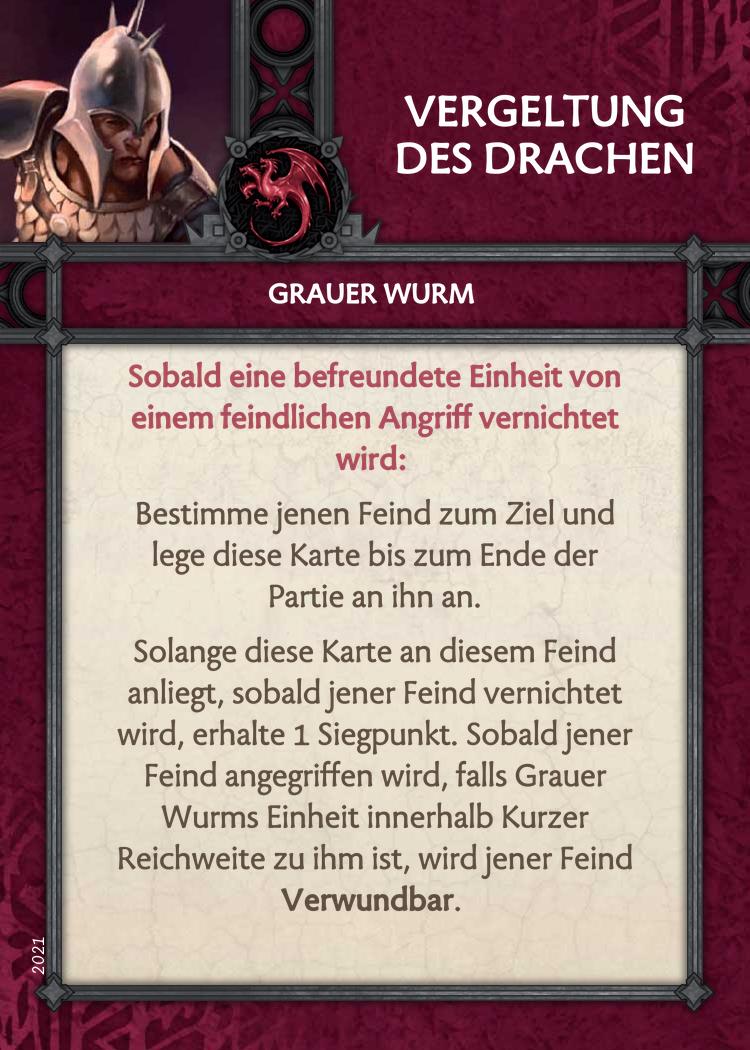 VERGELTUNG
DES DRACHEN
GRAUER WURM
Sobald eine befreundete Einheit von
einem feindlichen Angriff vernichtet
wird:
Bestimme jenen Feind zum Ziel und
lege diese Karte bis zum Ende der
Partie an ihn an.
Solange diese Karte an diesem Feind
anliegt, sobald jener Feind vernichtet
wird, erhalte 1 Siegpunkt. Sobald jener
Feind angegriffen wird, falls Grauer
Wurms Einheit innerhalb Kurzer
Reichweite zu ihm ist, wird jener Feind
Verwundbar.
2021